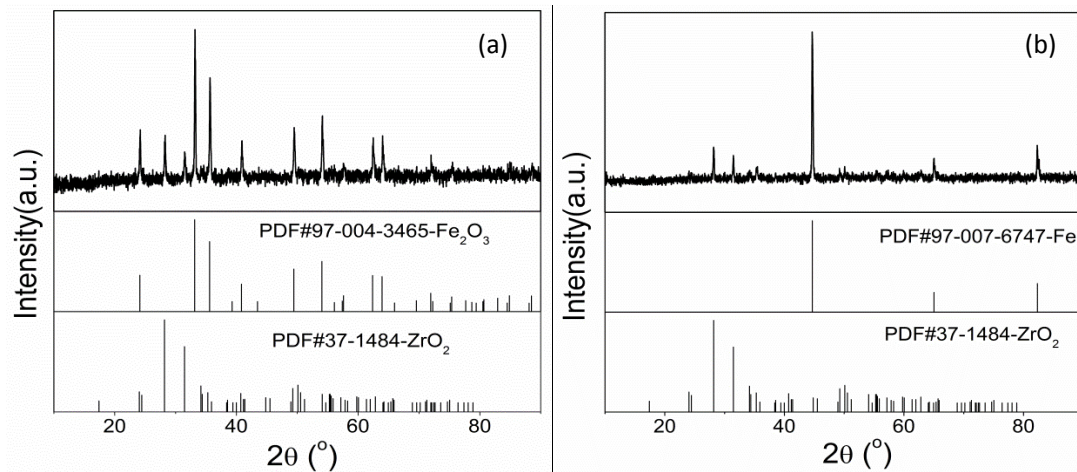 (a)
Intensity(a.u.)
PDF#97-004-3465-Fe₂O₃
PDF#37-1484-ZrO₂
20 40 60 80
2θ (°)
(b)
Intensity(a.u.)
PDF#97-007-6747-Fe
PDF#37-1484-ZrO₂
20 40 60 80
2θ (°)